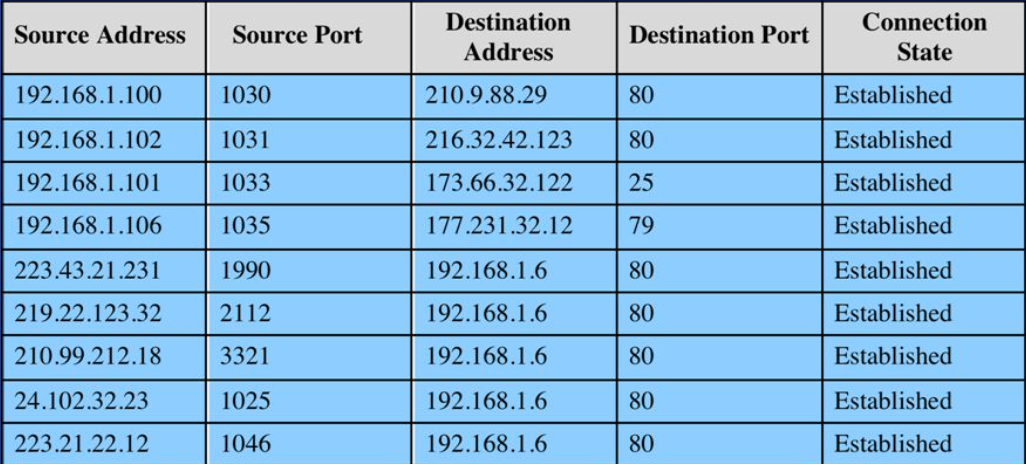 Source Address Source Port Destination Address Destination Port Connection State
192.168.1.100 1030 210.9.88.29 80 Established
192.168.1.102 1031 216.32.42.123 80 Established
192.168.1.101 1033 173.66.32.122 25 Established
192.168.1.106 1035 177.231.32.12 79 Established
223.43.21.231 1990 192.168.1.6 80 Established
219.22.123.32 2112 192.168.1.6 80 Established
210.99.212.18 3321 192.168.1.6 80 Established
24.102.32.23 1025 192.168.1.6 80 Established
223.21.22.12 1046 192.168.1.6 80 Established